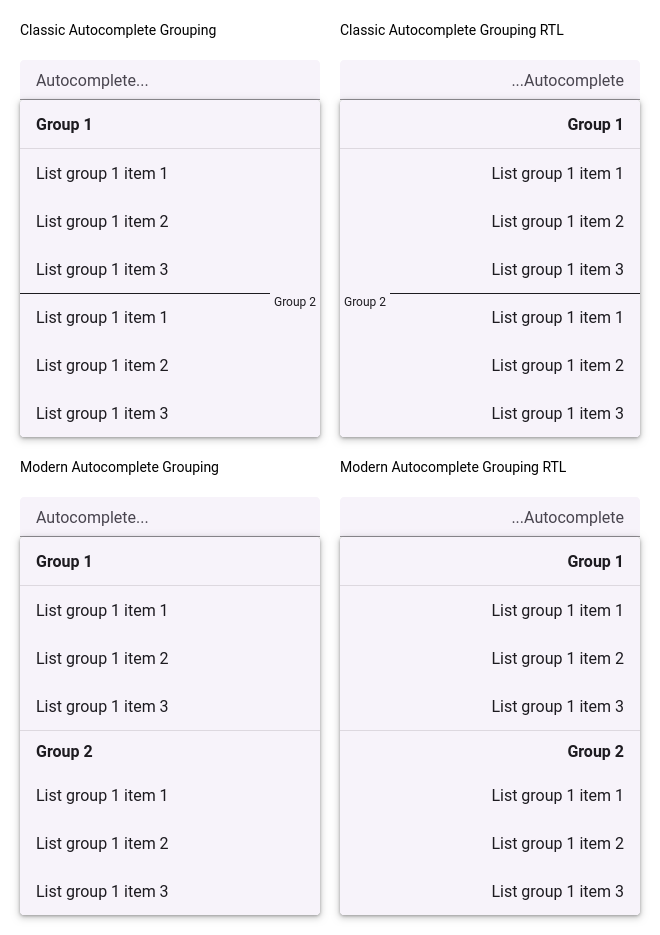 Classic Autocomplete Grouping
Autocomplete...
Group 1
List group 1 item 1
List group 1 item 2
List group 1 item 3
Group 2
List group 1 item 1
List group 1 item 2
List group 1 item 3
Classic Autocomplete Grouping RTL
...Autocomplete
Group 1
List group 1 item 1
List group 1 item 2
List group 1 item 3
Group 2
List group 1 item 1
List group 1 item 2
List group 1 item 3
Modern Autocomplete Grouping
Autocomplete...
Group 1
List group 1 item 1
List group 1 item 2
List group 1 item 3
Group 2
List group 1 item 1
List group 1 item 2
List group 1 item 3
Modern Autocomplete Grouping RTL
...Autocomplete
Group 1
List group 1 item 1
List group 1 item 2
List group 1 item 3
Group 2
List group 1 item 1
List group 1 item 2
List group 1 item 3